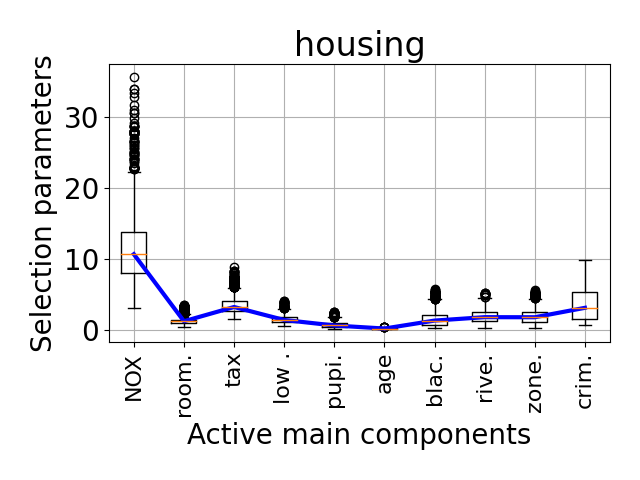 housing
Selection parameters
30
20
10
0
NOX
room.
tax
low .
pupi.
age
blac.
rive.
zone.
crim.
Active main components